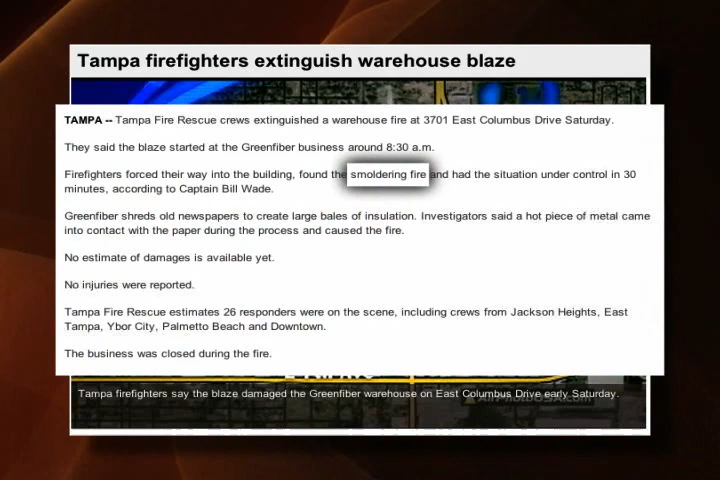 Tampa firefighters extinguish warehouse blaze
TAMPA -- Tampa Fire Rescue crews extinguished a warehouse fire at 3701 East Columbus Drive Saturday.
They said the blaze started at the Greenfiber business around 8:30 a.m.
Firefighters forced their way into the building, found the smoldering fire and had the situation under control in 30
minutes, according to Captain Bill Wade.
Greenfiber shreds old newspapers to create large bales of insulation. Investigators said a hot piece of metal came
into contact with the paper during the process and caused the fire.
No estimate of damages is available yet.
No injuries were reported.
Tampa Fire Rescue estimates 26 responders were on the scene, including crews from Jackson Heights, East
Tampa, Ybor City, Palmetto Beach and Downtown.
The business was closed during the fire.
Tampa firefighters say the blaze damaged the Greenfiber warehouse on East Columbus Drive early Saturday.